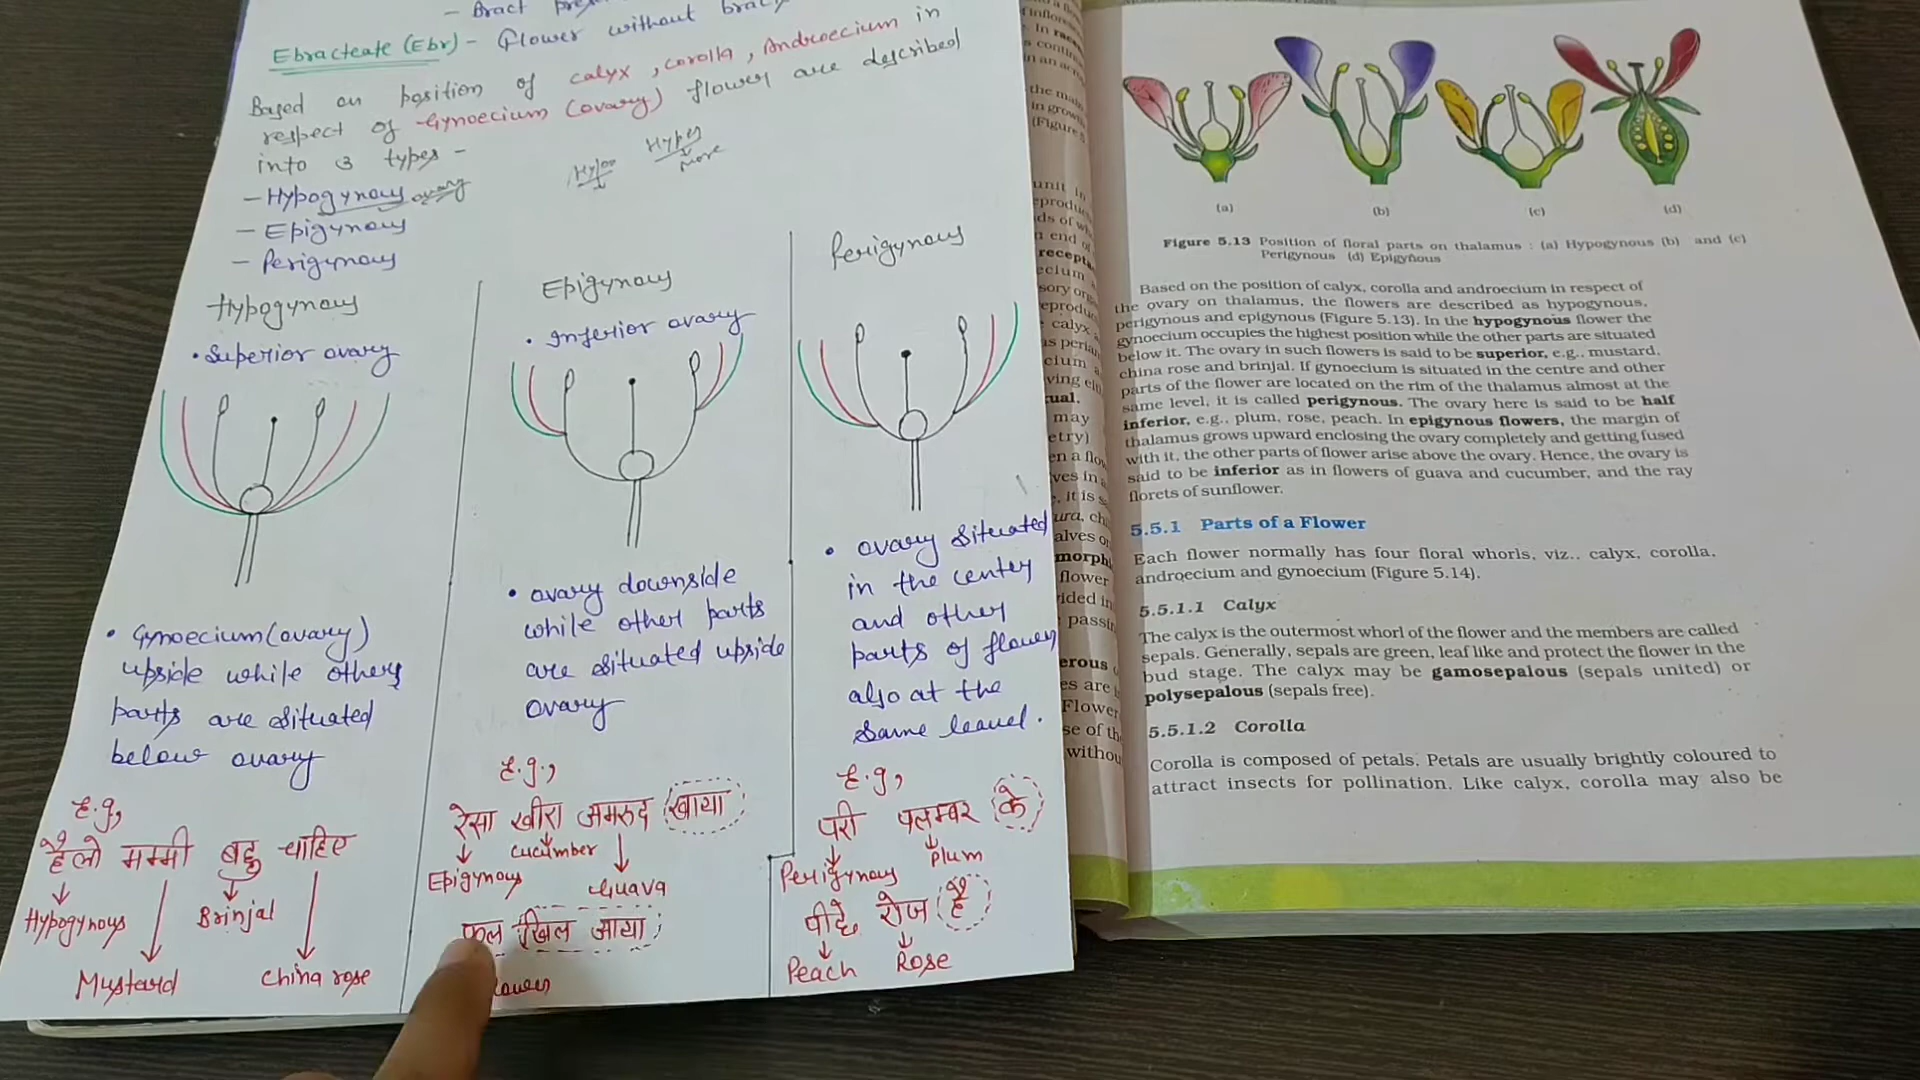 - Bract
Ebracteate (Ebr) - Flower without
Based on position of calyx, corolla, Androecium in
respect of Gynoecium (ovary) flower are described
into 3 types -
- Hypogynous ovary
- Epigynous
- Perigynous
Hypo
Hyper
more
Hypogynous
• Superior ovary
• Gynoecium (ovary)
upside while others
parts are situated
below ovary
E.g,
हैलो मम्मी बहु चाहिए
Hypogynous
Mustard
Brinjal
China rose
Epigynous
• Inferior ovary
• ovary downside
while other parts
are situated upside
ovary
E.g.,
ऐसा खीरा अमरुद खाया
Epigynous
Cucumber
Guava
खिल आया
Perigynous
• ovary situated
in the center
and other
parts of flower
also at the
same leavel.
E.g,
परी पलम्बर के
Perigynous
Plum
पीछे रोज है
Peach
Rose
(a)
(b)
(c)
(d)
Figure 5.13 Position of floral parts on thalamus : (a) Hypogynous (b) and (c)
Perigynous (d) Epigynous
Based on the position of calyx, corolla and androecium in respect of
the ovary on thalamus, the flowers are described as hypogynous,
perigynous and epigynous (Figure 5.13). In the hypogynous flower the
gynoecium occupies the highest position while the other parts are situated
below it. The ovary in such flowers is said to be superior, e.g., mustard,
china rose and brinjal. If gynoecium is situated in the centre and other
parts of the flower are located on the rim of the thalamus almost at the
same level, it is called perigynous. The ovary here is said to be half
inferior, e.g., plum, rose, peach. In epigynous flowers, the margin of
thalamus grows upward enclosing the ovary completely and getting fused
with it, the other parts of flower arise above the ovary. Hence, the ovary is
said to be inferior as in flowers of guava and cucumber, and the ray
florets of sunflower.
5.5.1 Parts of a Flower
Each flower normally has four floral whorls, viz., calyx, corolla,
androecium and gynoecium (Figure 5.14).
5.5.1.1 Calyx
The calyx is the outermost whorl of the flower and the members are called
sepals. Generally, sepals are green, leaf like and protect the flower in the
bud stage. The calyx may be gamosepalous (sepals united) or
polysepalous (sepals free).
5.5.1.2 Corolla
Corolla is composed of petals. Petals are usually brightly coloured to
attract insects for pollination. Like calyx, corolla may also be